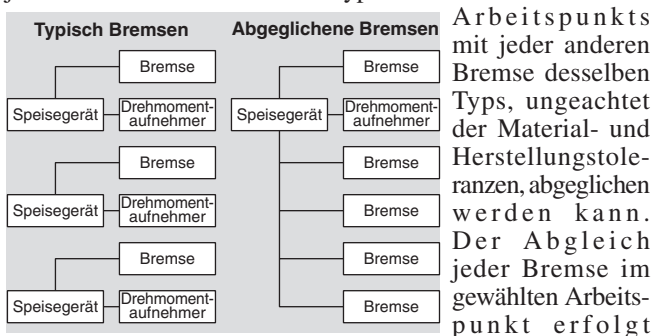 Typisch Bremsen
Bremse
Speisegerät
Drehmoment-
aufnehmer
Bremse
Speisegerät
Drehmoment-
aufnehmer
Bremse
Speisegerät
Drehmoment-
aufnehmer
Abgeglichene Bremsen
Bremse
Speisegerät
Drehmoment-
aufnehmer
Bremse
Bremse
Bremse
Bremse
Arbeitspunkts
mit jeder anderen
Bremse desselben
Typs, ungeachtet
der Material- und
Herstellungstole-
ranzen, abgeglichen
werden kann.
Der Abgleich
jeder Bremse im
gewählten Arbeits-
punkt erfolgt